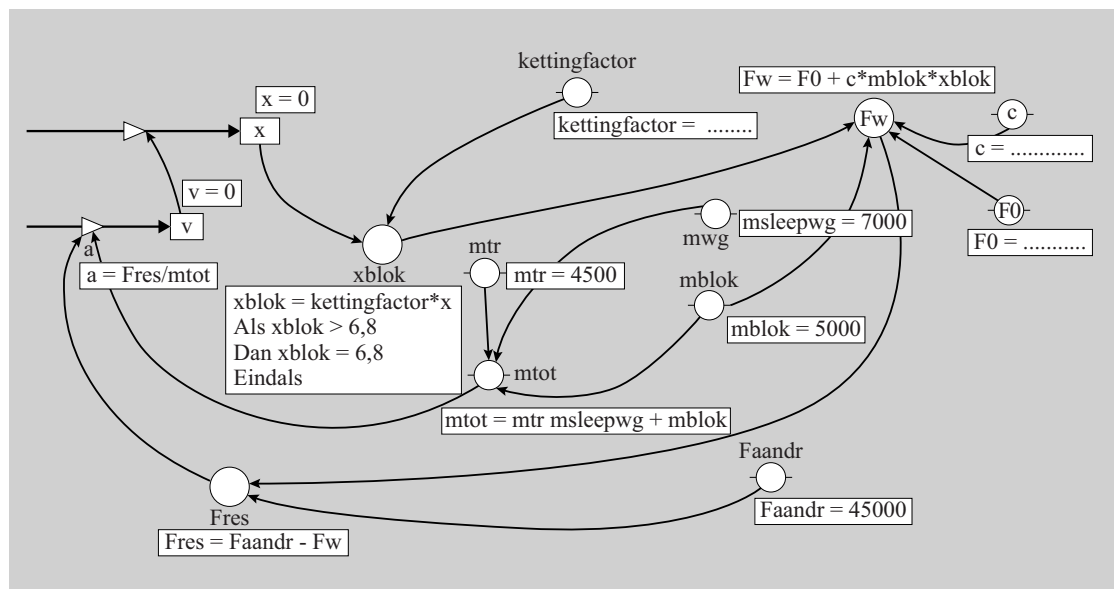 kettingfactor
Fw = F0 + c*mblok*xblok
x = 0
kettingfactor = ........
Fw
c
x
c = .............
v = 0
v
F0
F0 = ...........
a
a = Fres/mtot
xblok
mtr
mtr = 4500
mwg
msleepwg = 7000
mblok
mblok = 5000
xblok = kettingfactor*x
Als xblok > 6,8
Dan xblok = 6,8
Eindals
mtot
mtot = mtr msleepwg + mblok
Faandr
Faandr = 45000
Fres
Fres = Faandr - Fw